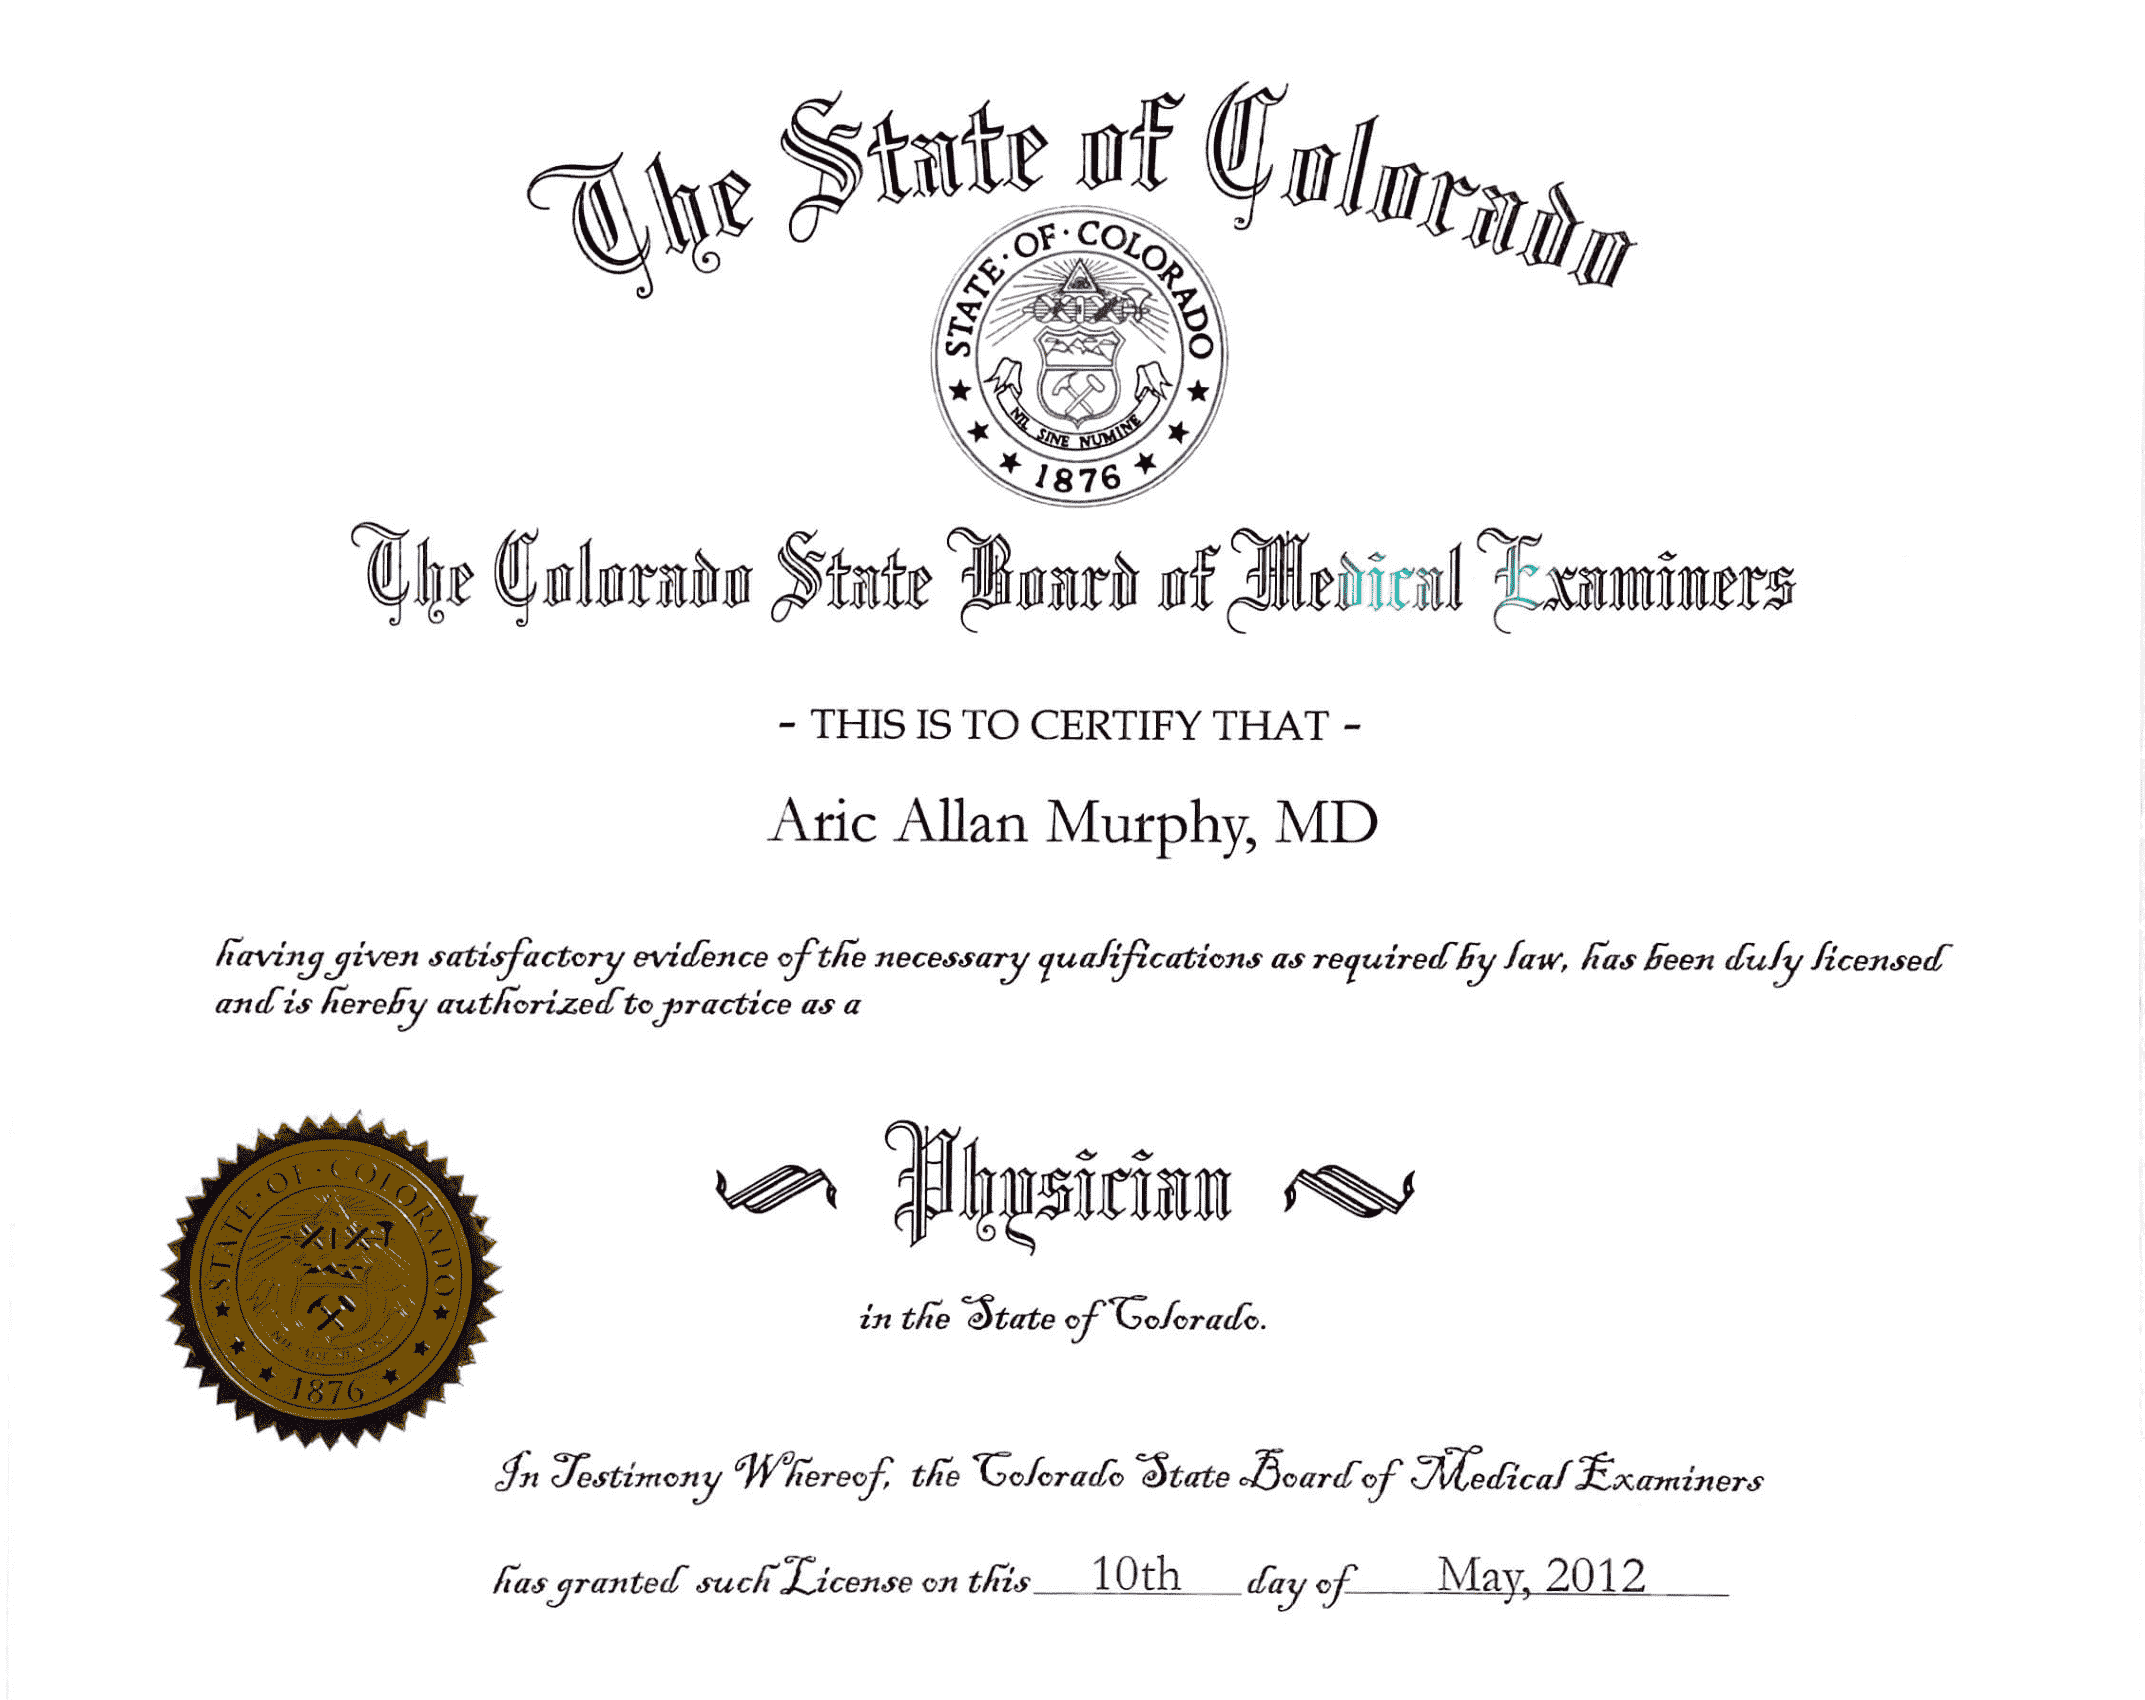 The State of Colorado
STATE · OF · COLORADO
NIL SINE NUMINE
★ ★ ★ 1876 ★ ★ ★
The Colorado State Board of Medical Examiners
- THIS IS TO CERTIFY THAT -
Aric Allan Murphy, MD
having given satisfactory evidence of the necessary qualifications as required by law, has been duly licensed
and is hereby authorized to practice as a
Physician
in the State of Colorado.
STATE · OF · COLORADO
1876
In Testimony Whereof, the Colorado State Board of Medical Examiners
has granted such License on this 10th day of May, 2012